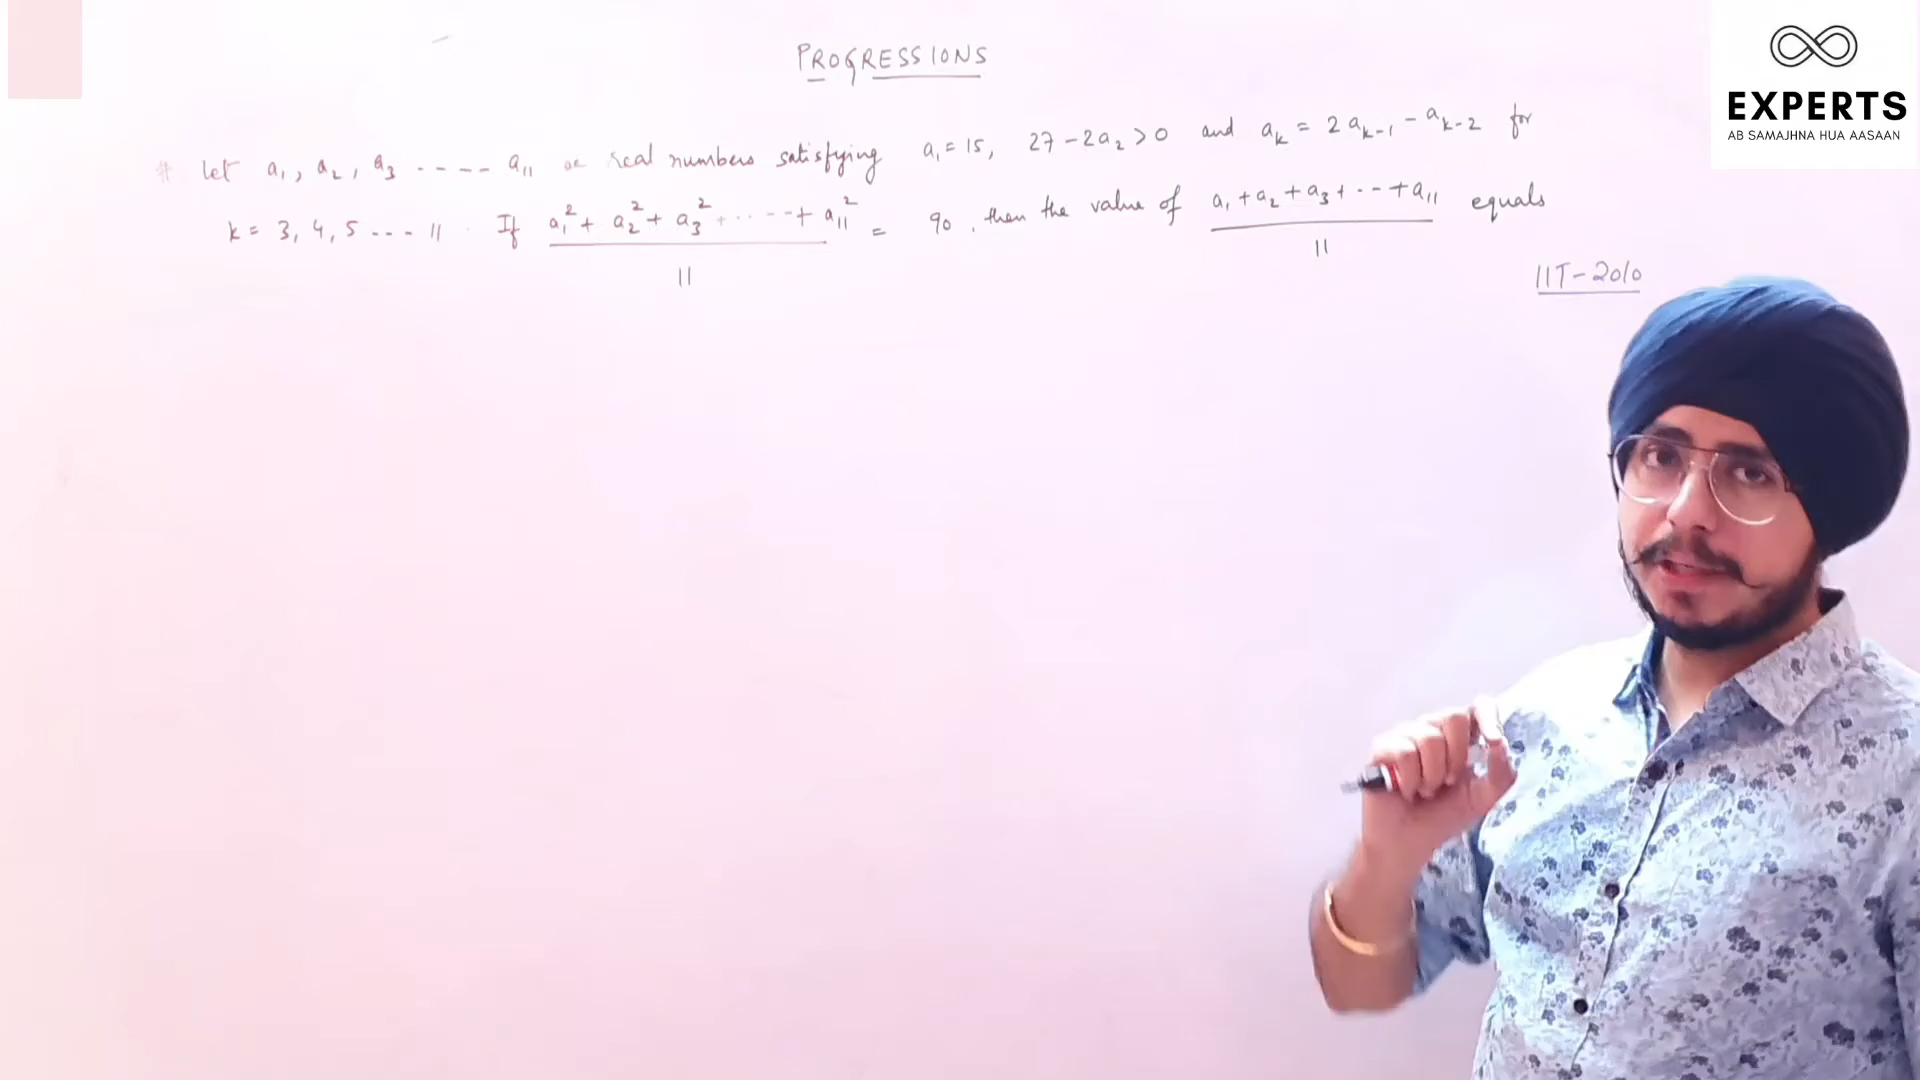 PROGRESSIONS
EXPERTS
AB SAMAJHNA HUA AASAAN
# Let a₁, a₂, a₃ ----- a₁₁ be real numbers satisfying a₁ = 15, 27 - 2a₂ > 0 and aₖ = 2aₖ₋₁ - aₖ₋₂ for
k = 3, 4, 5 --- 11 . If (a₁² + a₂² + a₃² + ----- + a₁₁²) / 11 = 90, then the value of (a₁ + a₂ + a₃ + --- + a₁₁) / 11 equals
IIT-2010